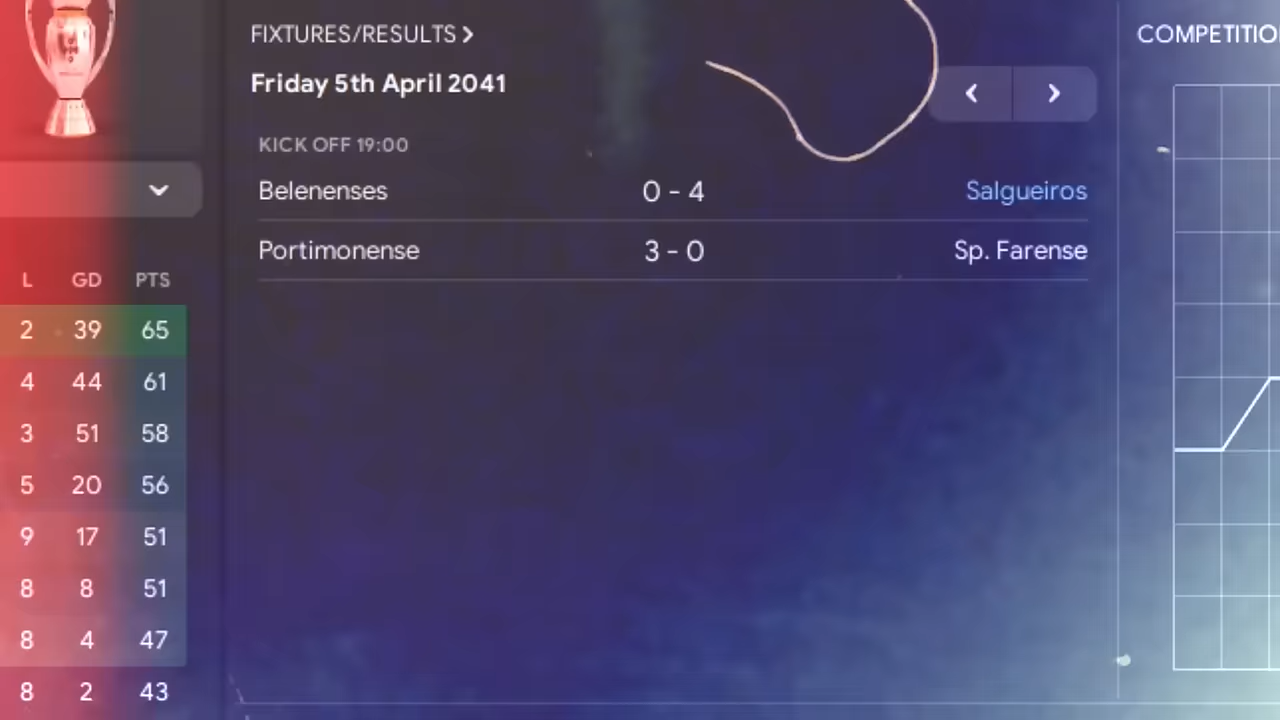 FIXTURES/RESULTS
COMPETITIO
Friday 5th April 2041
KICK OFF 19:00
Belenenses 0 - 4 Salgueiros
Portimonense 3 - 0 Sp. Farense
L GD PTS
2 39 65
4 44 61
3 51 58
5 20 56
9 17 51
8 8 51
8 4 47
8 2 43